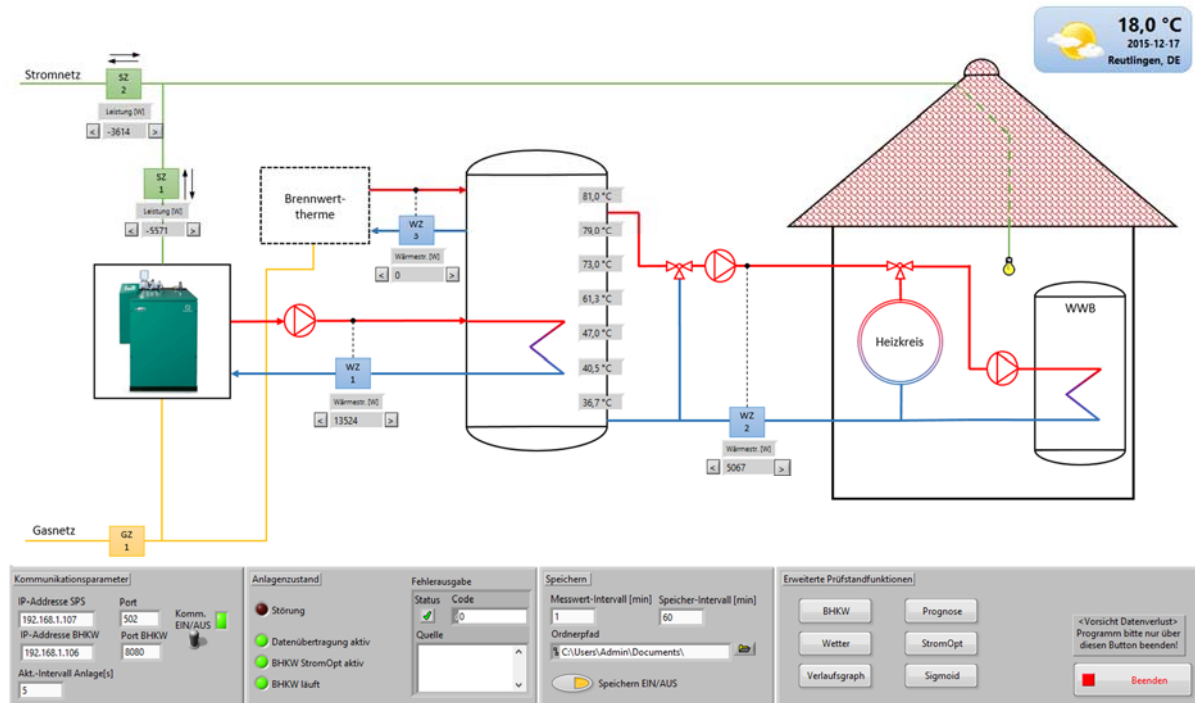 18,0 °C
2015-12-17
Reutlingen, DE
Stromnetz
SZ
2
Leistung [W]
< -3614 >
SZ
1
Leistung [W]
< -5571 >
Brennwert-
therme
WZ
3
Wärmestr. [W]
< 0 >
81,0 °C
79,0 °C
73,0 °C
61,3 °C
47,0 °C
40,5 °C
36,7 °C
WZ
1
Wärmestr. [W]
< 13524 >
WZ
2
Wärmestr. [W]
< 5067 >
Heizkreis
WWB
Gasnetz
GZ
1
Kommunikationsparameter
IP-Addresse SPS Port
192.168.1.107 502
Komm.
EIN/AUS
IP-Addresse BHKW Port BHKW
192.168.1.106 8080
Akt.-Intervall Anlage[s]
5
Anlagenzustand
Störung
Datenübertragung aktiv
BHKW StromOpt aktiv
BHKW läuft
Fehlerausgabe
Status Code
0
Quelle
Speichern
Messwert-Intervall [min] Speicher-Intervall [min]
1 60
Ordnerpfad
C:\Users\Admin\Documents\
Speichern EIN/AUS
Erweiterte Prüfstandfunktionen
BHKW Prognose
Wetter StromOpt
Verlaufsgraph Sigmoid
<Vorsicht Datenverlust>
Programm bitte nur über
diesen Button beenden!
Beenden